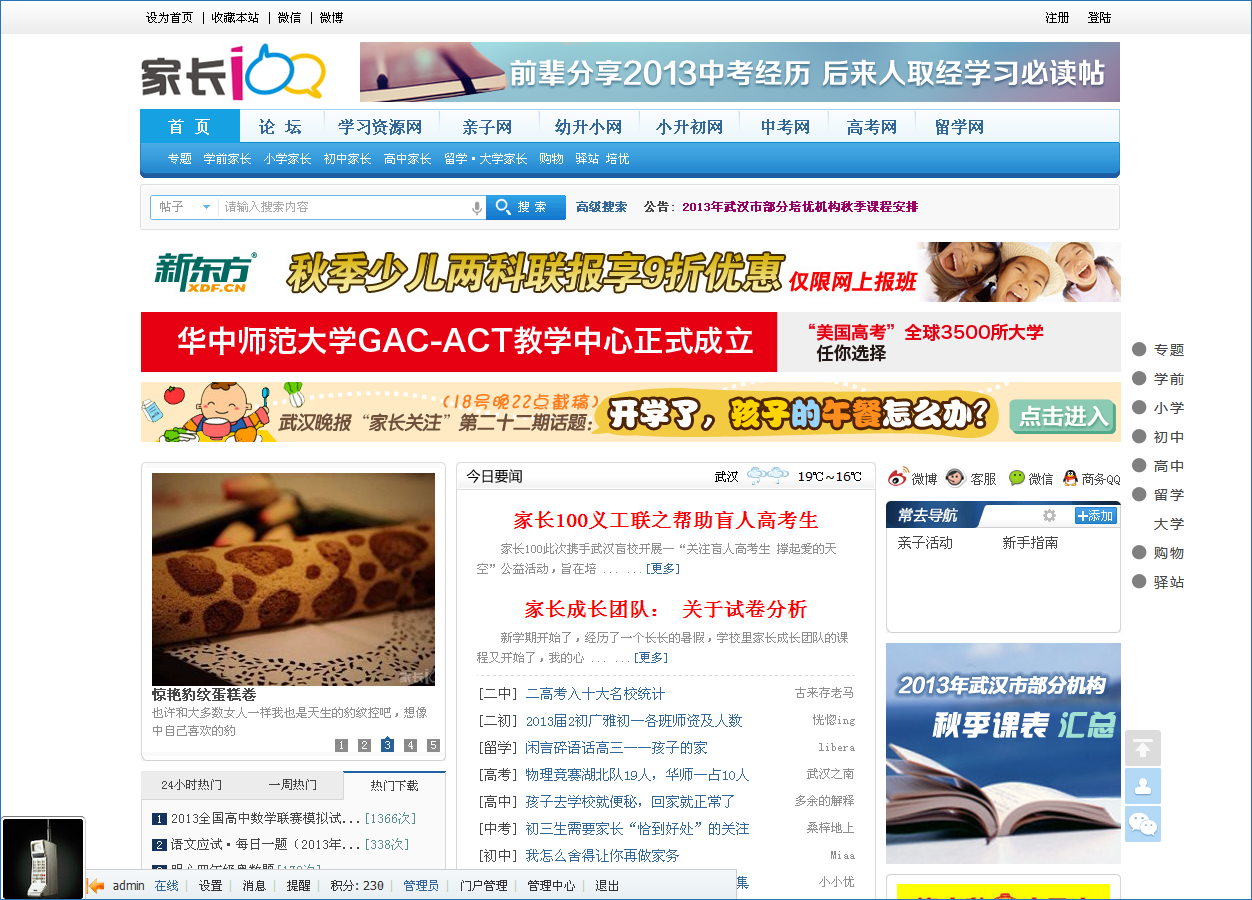 设为首页 | 收藏本站 | 微信 | 微博
注册 登陆
家长100
前辈分享2013中考经历 后来人取经学习必读帖
首 页 论 坛 学习资源网 亲子网 幼升小网 小升初网 中考网 高考网 留学网
专题 学前家长 小学家长 初中家长 高中家长 留学·大学家长 购物 驿站 培优
帖子 请输入搜索内容 搜 索 高级搜索 公告: 2013年武汉市部分培优机构秋季课程安排
新东方
XDF.CN
秋季少儿两科联报享9折优惠 仅限网上报班
华中师范大学GAC-ACT教学中心正式成立
“美国高考”全球3500所大学
任你选择
(18号晚22点截稿)
武汉晚报“家长关注”第二十二期话题:
开学了，孩子的午餐怎么办?
点击进入
专题
学前
小学
初中
高中
留学
大学
购物
驿站
惊艳豹纹蛋糕卷
也许和大多数女人一样我也是天生的豹纹控吧，想像
中自己喜欢的豹
1 2 3 4 5
24小时热门 一周热门 热门下载
1 2013全国高中数学联赛模拟试... [1366次]
2 语文应试·每日一题（2013年... [338次]
今日要闻 武汉 19℃~16℃
家长100义工联之帮助盲人高考生
家长100此次携手武汉盲校开展一“关注盲人高考生 撑起爱的天
空”公益活动，旨在培 ... ...[更多]
家长成长团队： 关于试卷分析
新学期开始了，经历了一个长长的暑假，学校里家长成长团队的课
程又开始了，我的心 ... ...[更多]
[二中] 二高考入十大名校统计 古来存老马
[二初] 2013届2初广雅初一各班师资及人数 恍惚ing
[留学] 闲言碎语话高三——孩子的家 libera
[高考] 物理竞赛湖北队19人，华师一占10人 武汉之南
[高中] 孩子去学校就便秘，回家就正常了 多余的解释
[中考] 初三生需要家长“恰到好处”的关注 桑梓地上
[初中] 我怎么舍得让你再做家务 Miaa
集 小小忧
微博 客服 微信 商务QQ
常去导航 +添加
亲子活动 新手指南
2013年武汉市部分机构
秋季课表 汇总
admin 在线 | 设置 | 消息 | 提醒 | 积分: 230 | 管理员 | 门户管理 | 管理中心 | 退出